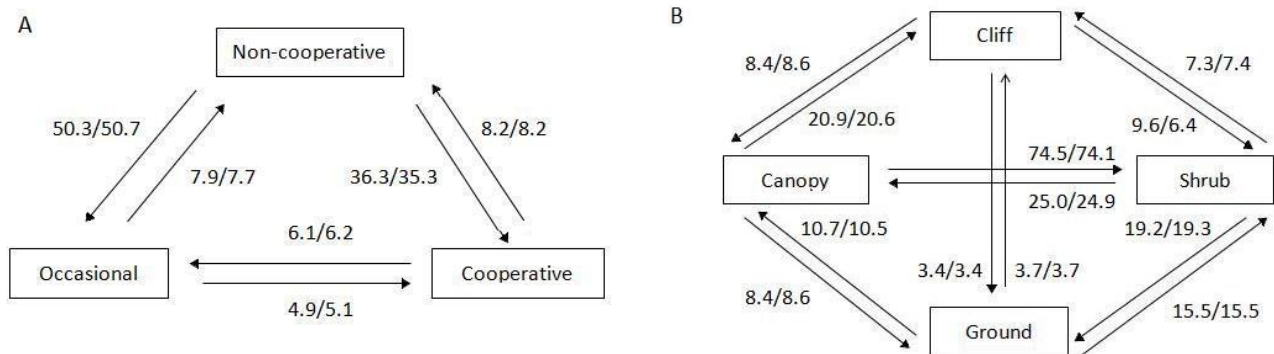 A
Non-cooperative
50.3/50.7
8.2/8.2
7.9/7.7
36.3/35.3
6.1/6.2
Occasional
Cooperative
4.9/5.1
B
Cliff
8.4/8.6
7.3/7.4
20.9/20.6
9.6/6.4
74.5/74.1
Canopy
Shrub
25.0/24.9
10.7/10.5
19.2/19.3
3.4/3.4
3.7/3.7
8.4/8.6
15.5/15.5
Ground